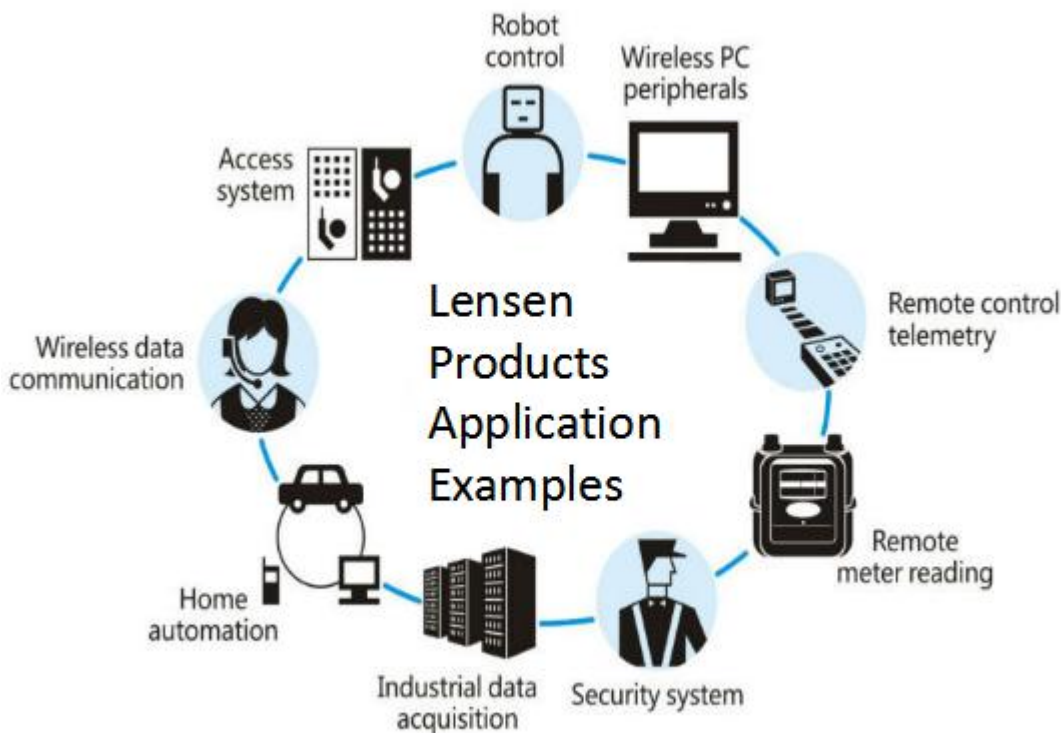 Robot
control
Wireless PC
peripherals
Access
system
Remote control
telemetry
Wireless data
communication
Lensen
Products
Application
Examples
Remote
meter reading
Home
automation
Industrial data
acquisition
Security system